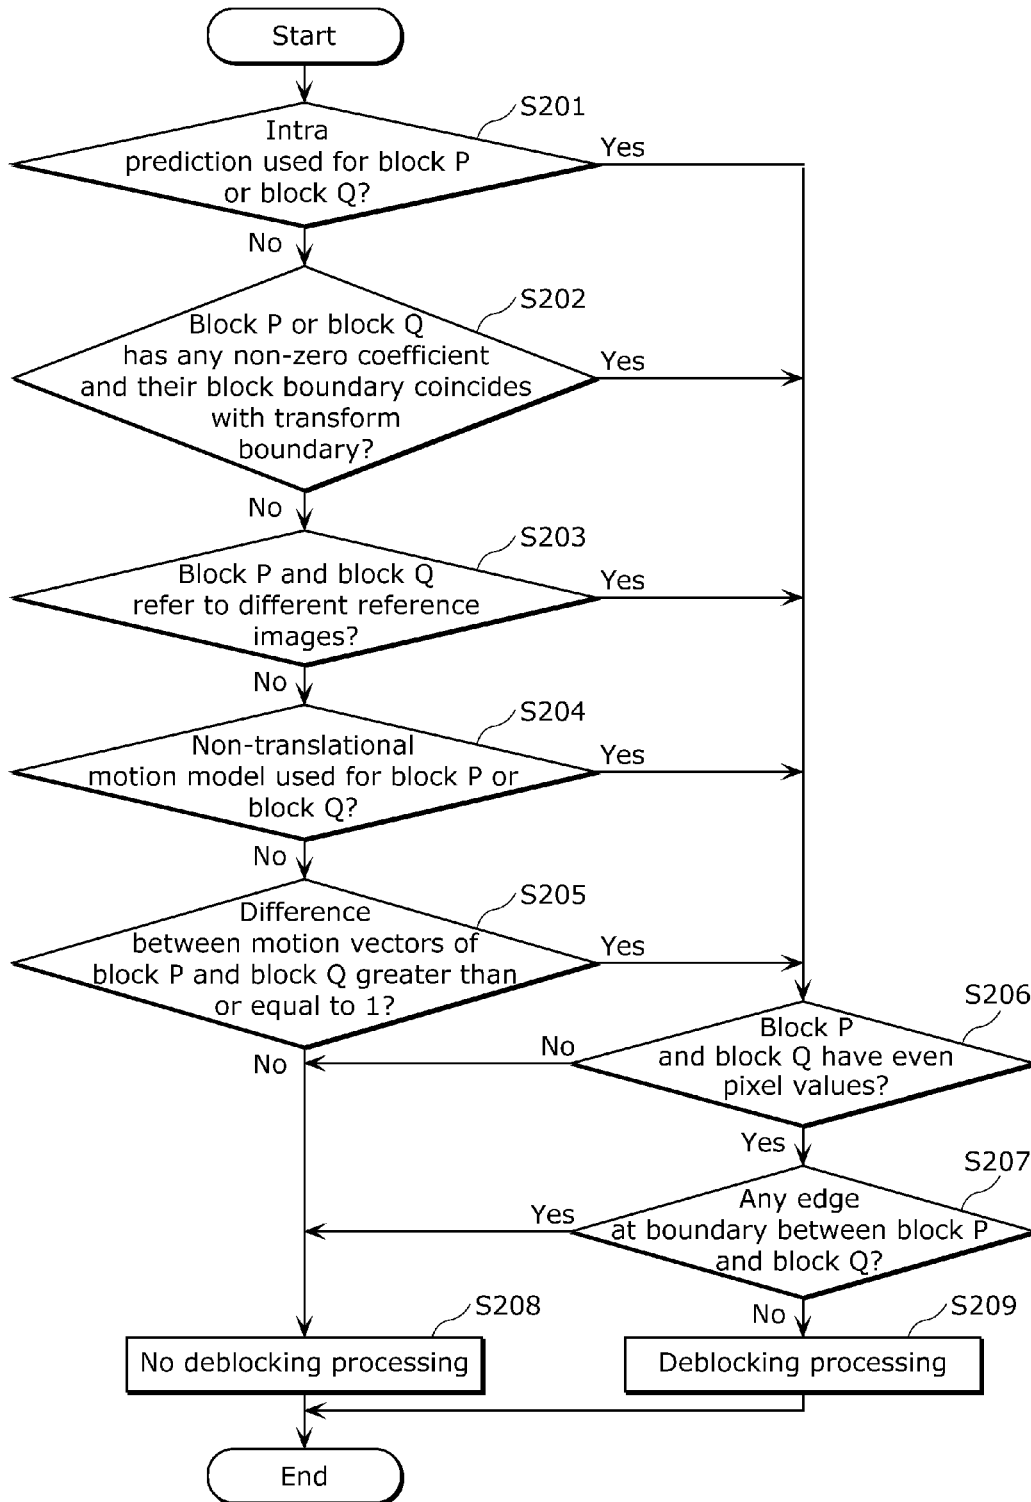 Start
S201
Intra
prediction used for block P
or block Q?
Yes
No
S202
Block P or block Q
has any non-zero coefficient
and their block boundary coincides
with transform
boundary?
Yes
No
S203
Block P and block Q
refer to different reference
images?
Yes
No
S204
Non-translational
motion model used for block P or
block Q?
Yes
No
S205
Difference
between motion vectors of
block P and block Q greater than
or equal to 1?
Yes
No
S206
Block P
and block Q have even
pixel values?
No
Yes
S207
Any edge
at boundary between block P
and block Q?
Yes
No
S208
No deblocking processing
S209
Deblocking processing
End